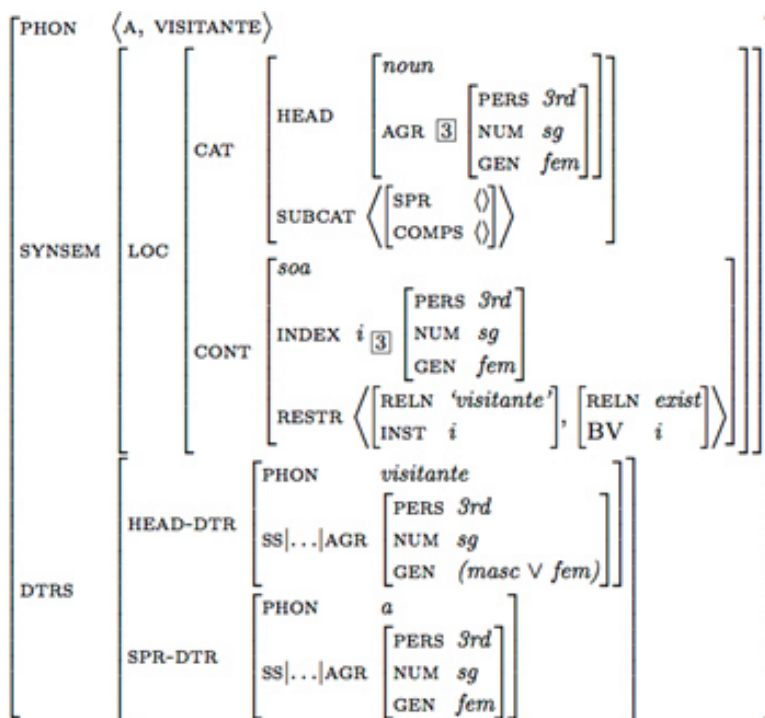 PHON ⟨A, VISITANTE⟩
noun
HEAD
PERS 3rd
AGR [3] NUM sg
GEN fem
CAT
SUBCAT ⟨[SPR ⟨⟩
COMPS ⟨⟩]⟩
SYNSEM LOC
soa
PERS 3rd
INDEX i [3] NUM sg
GEN fem
CONT
RESTR ⟨[RELN ‘visitante’
INST i], [RELN exist
BV i]⟩
PHON visitante
HEAD-DTR
PERS 3rd
SS|...|AGR NUM sg
GEN (masc ∨ fem)
DTRS
PHON a
SPR-DTR
PERS 3rd
SS|...|AGR NUM sg
GEN fem